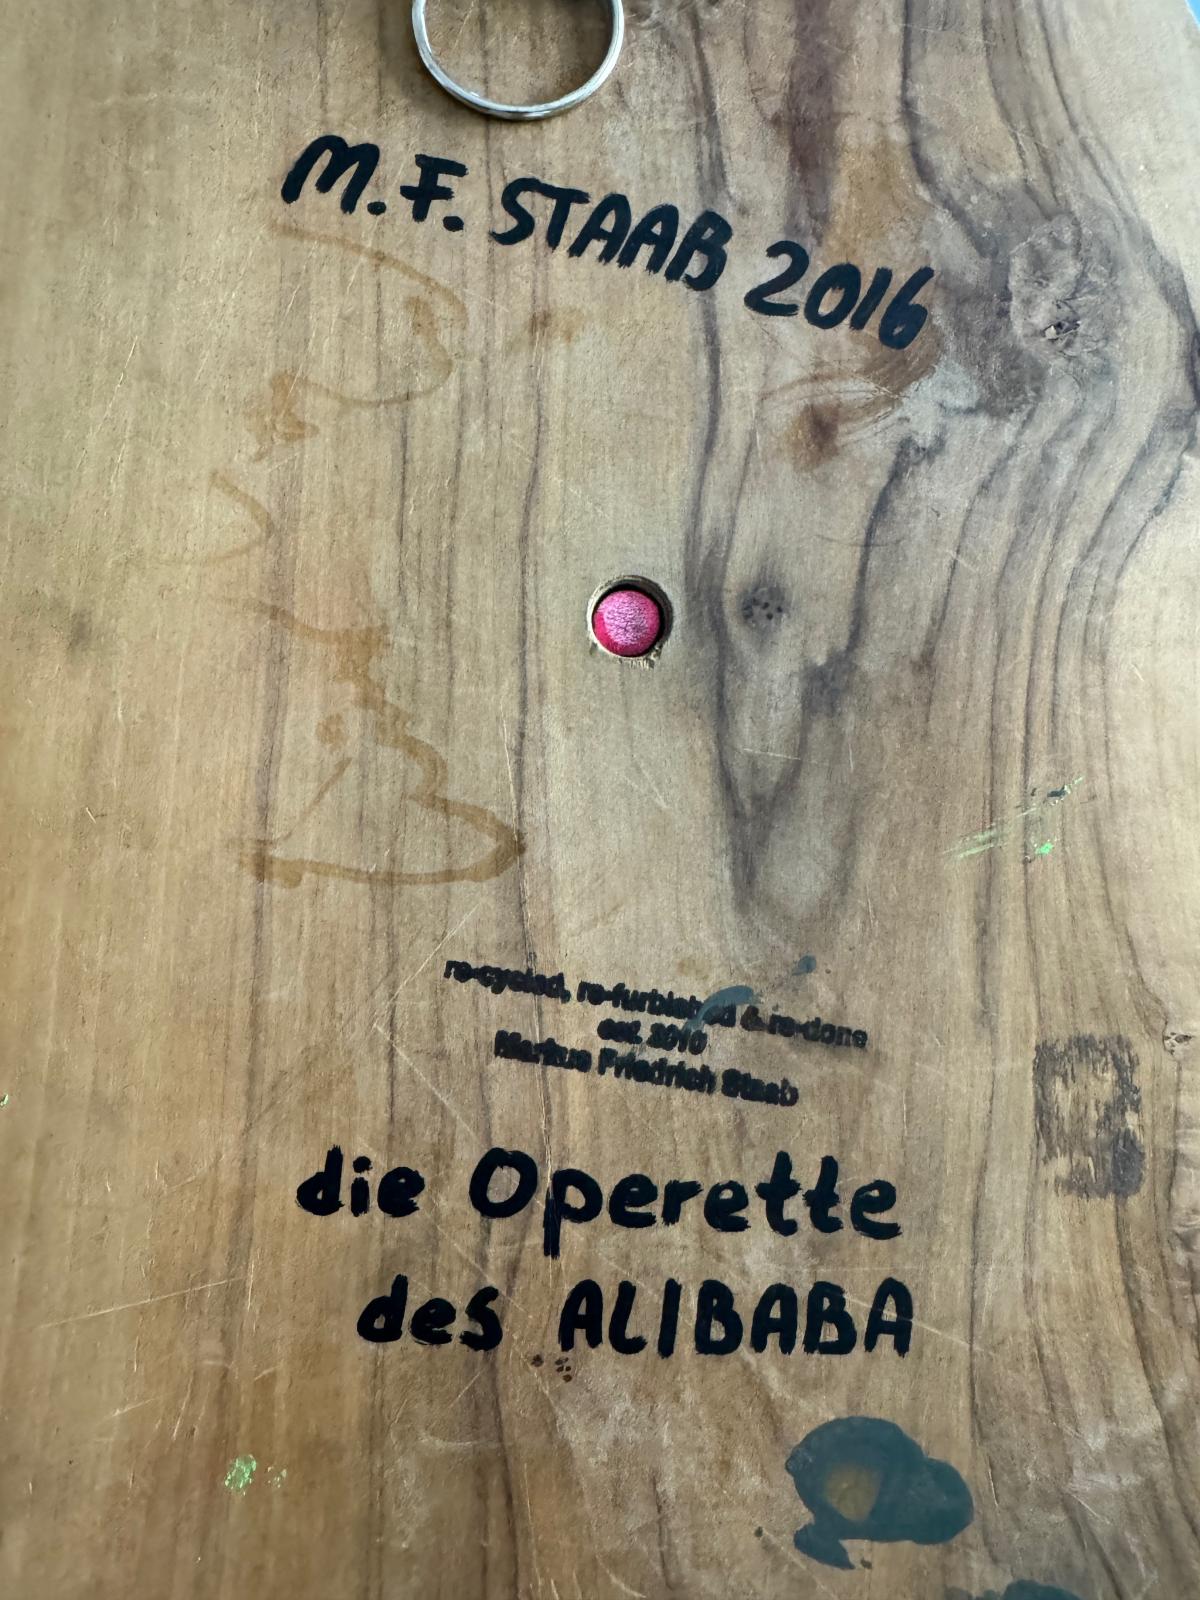 M.F. STAAB 2016
re-cycled, re-furbished & re-done
est. 2010
Markus Friedrich Staab
die Operette
des ALIBABA